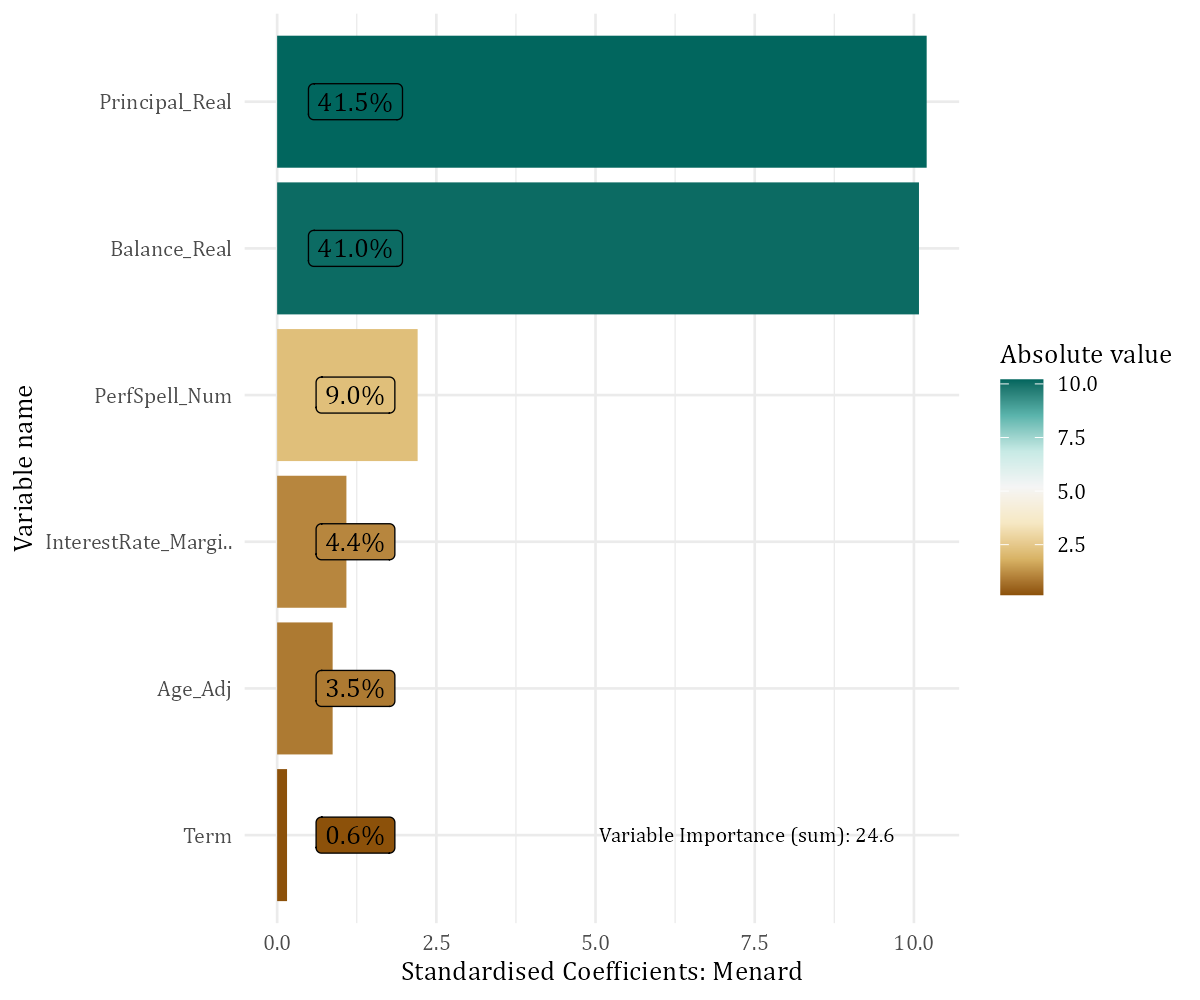 Principal_Real
41.5%
Balance_Real
41.0%
PerfSpell_Num
9.0%
InterestRate_Margi..
4.4%
Age_Adj
3.5%
Term
0.6%
Variable Importance (sum): 24.6
0.0
2.5
5.0
7.5
10.0
Standardised Coefficients: Menard
Variable name
Absolute value
10.0
7.5
5.0
2.5